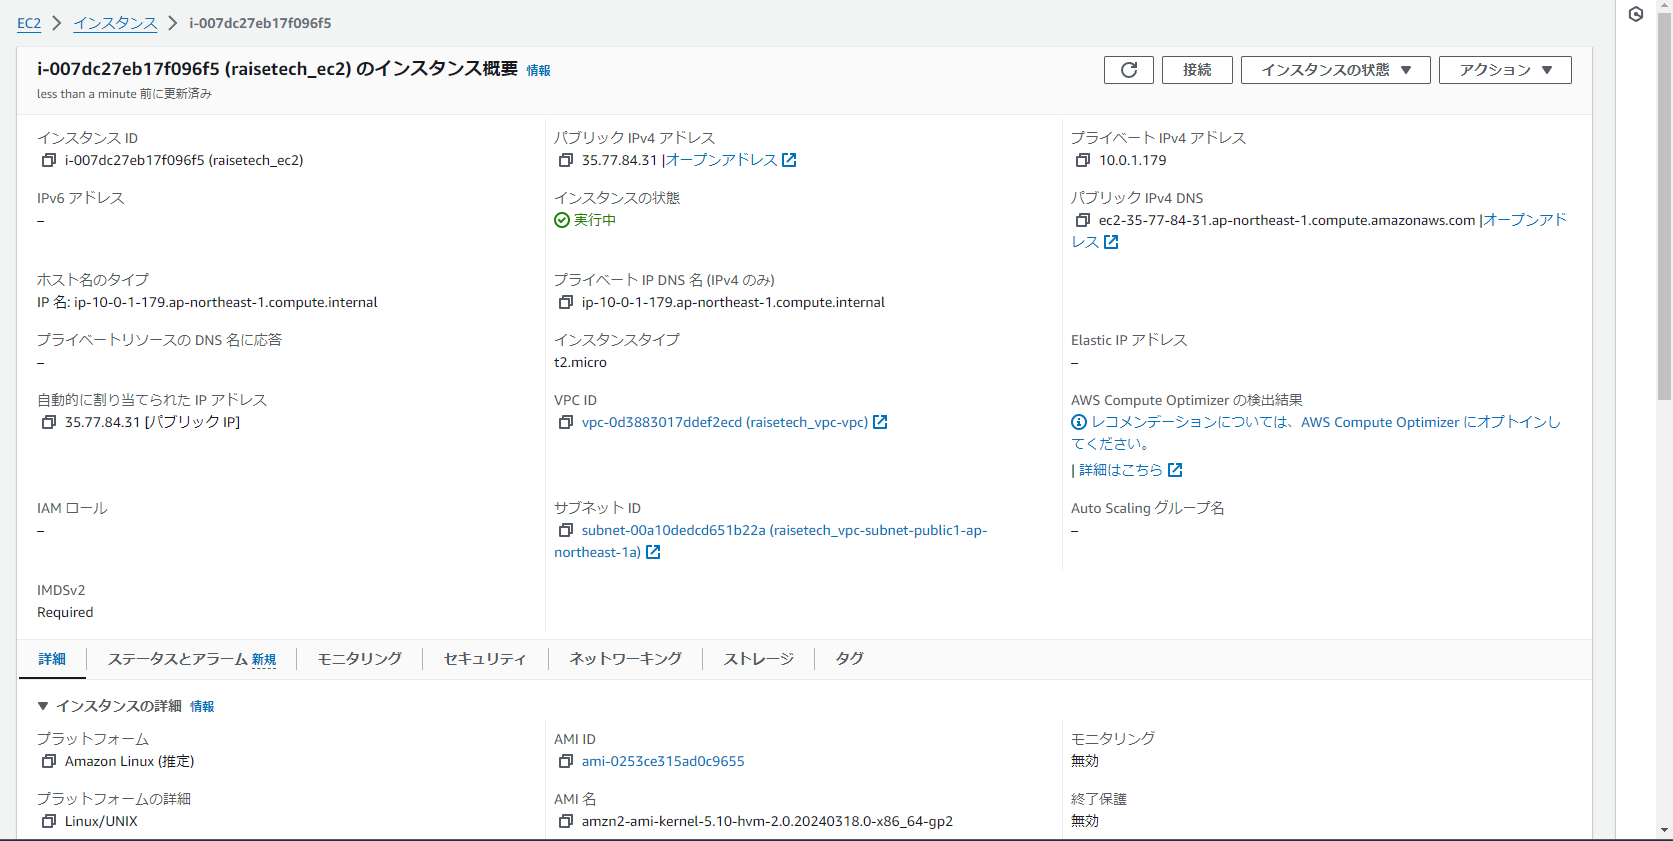 EC2 > インスタンス > i-007dc27eb17f096f5
i-007dc27eb17f096f5 (raisetech_ec2) のインスタンス概要 情報
less than a minute 前に更新済み
接続
インスタンスの状態 ▼
アクション ▼
インスタンス ID
i-007dc27eb17f096f5 (raisetech_ec2)
パブリック IPv4 アドレス
35.77.84.31 |オープンアドレス
プライベート IPv4 アドレス
10.0.1.179
IPv6 アドレス
–
インスタンスの状態
実行中
パブリック IPv4 DNS
ec2-35-77-84-31.ap-northeast-1.compute.amazonaws.com |オープンアド
レス
ホスト名のタイプ
IP 名: ip-10-0-1-179.ap-northeast-1.compute.internal
プライベート IP DNS 名 (IPv4 のみ)
ip-10-0-1-179.ap-northeast-1.compute.internal
プライベートリソースの DNS 名に応答
–
インスタンスタイプ
t2.micro
Elastic IP アドレス
–
自動的に割り当てられた IP アドレス
35.77.84.31 [パブリック IP]
VPC ID
vpc-0d3883017ddef2ecd (raisetech_vpc-vpc)
AWS Compute Optimizer の検出結果
レコメンデーションについては、AWS Compute Optimizer にオプトインし
てください。
| 詳細はこちら
IAM ロール
–
サブネット ID
subnet-00a10dedcd651b22a (raisetech_vpc-subnet-public1-ap-
northeast-1a)
Auto Scaling グループ名
–
IMDSv2
Required
詳細
ステータスとアラーム 新規
モニタリング
セキュリティ
ネットワーキング
ストレージ
タグ
▼ インスタンスの詳細 情報
プラットフォーム
Amazon Linux (推定)
AMI ID
ami-0253ce315ad0c9655
モニタリング
無効
プラットフォームの詳細
Linux/UNIX
AMI 名
amzn2-ami-kernel-5.10-hvm-2.0.20240318.0-x86_64-gp2
終了保護
無効